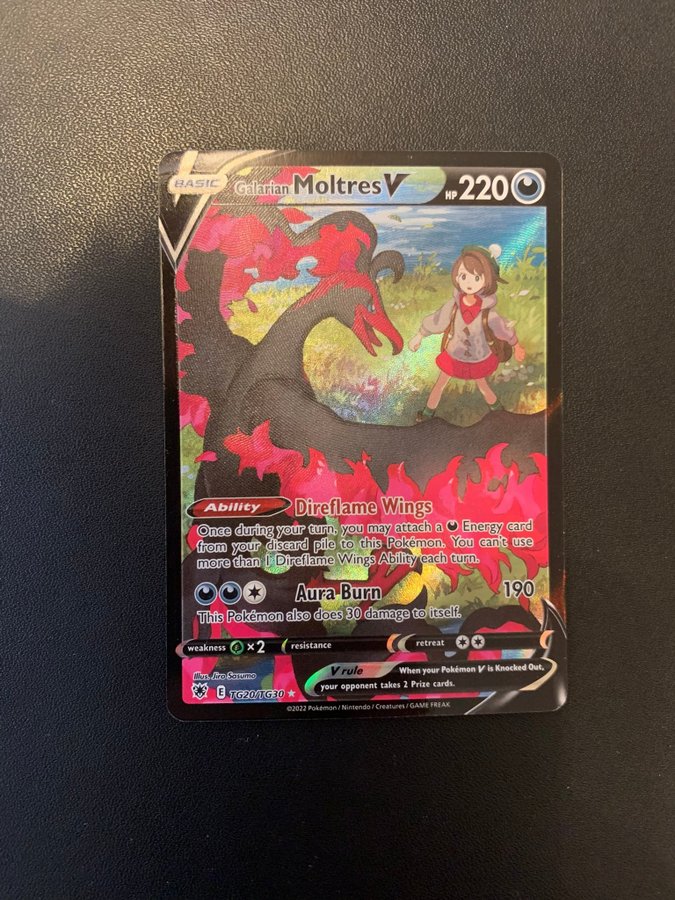 BASIC
Galarian Moltres V
HP 220
Ability Direflame Wings
Once during your turn, you may attach a Energy card
from your discard pile to this Pokémon. You can't use
more than 1 Direflame Wings Ability each turn.
Aura Burn 190
This Pokémon also does 30 damage to itself.
weakness ×2 resistance retreat
V rule When your Pokémon V is Knocked Out,
your opponent takes 2 Prize cards.
Illus. Jiro Sasumo
E TG20/TG30
©2022 Pokémon / Nintendo / Creatures / GAME FREAK